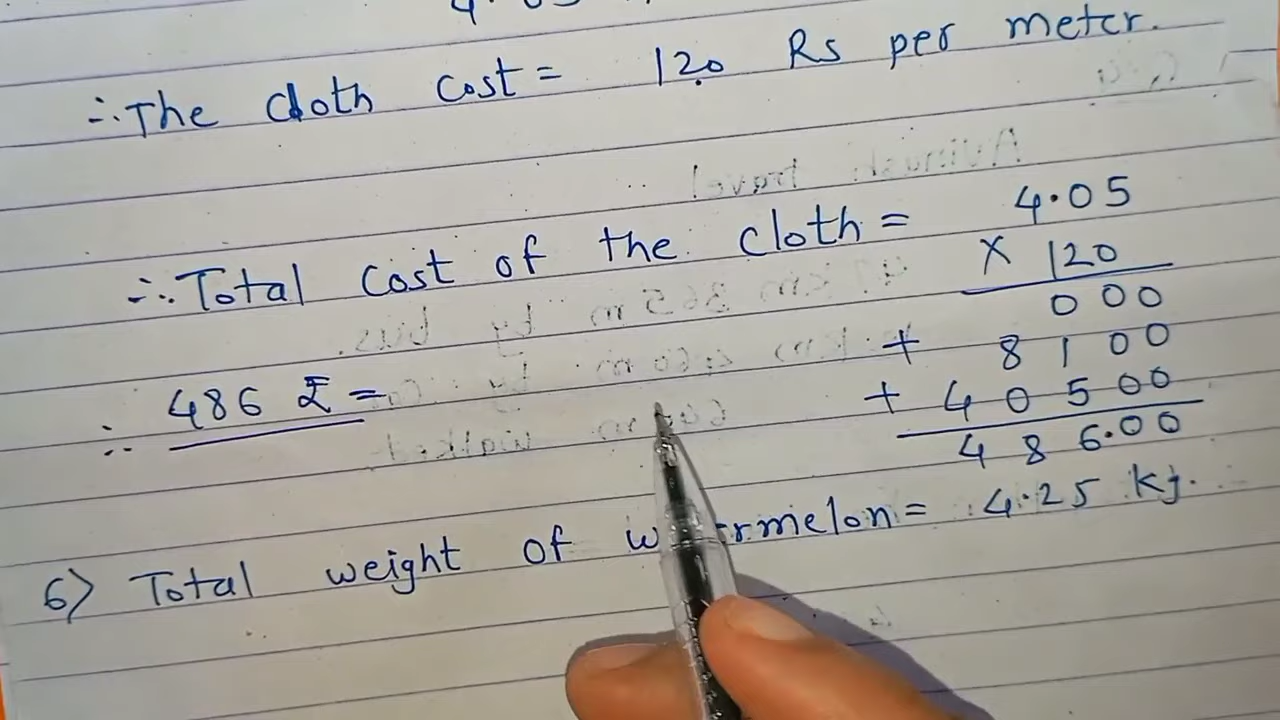 ∴ The cloth cost = 120 Rs per meter.
∴ Total cost of the cloth =
4.05
× 120
000
+ 8100
+ 40500
486.00
∴ 486 ₹ =
6) Total weight of = 4.25 kg.